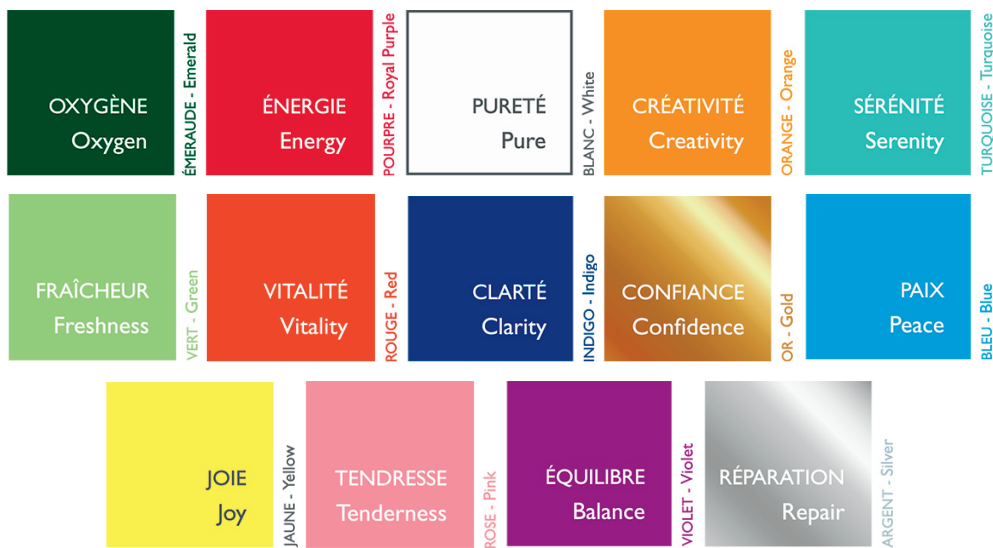 OXYGÈNE
Oxygen
ÉMERAUDE - Emerald
ÉNERGIE
Energy
POURPRE - Royal Purple
PURETÉ
Pure
BLANC - White
CRÉATIVITÉ
Creativity
ORANGE - Orange
SÉRÉNITÉ
Serenity
TURQUOISE - Turquoise
FRAÎCHEUR
Freshness
VERT - Green
VITALITÉ
Vitality
ROUGE - Red
CLARTÉ
Clarity
INDIGO - Indigo
CONFIANCE
Confidence
OR - Gold
PAIX
Peace
BLEU - Blue
JOIE
Joy
JAUNE - Yellow
TENDRESSE
Tenderness
ROSE - Pink
ÉQUILIBRE
Balance
VIOLET - Violet
RÉPARATION
Repair
ARGENT - Silver